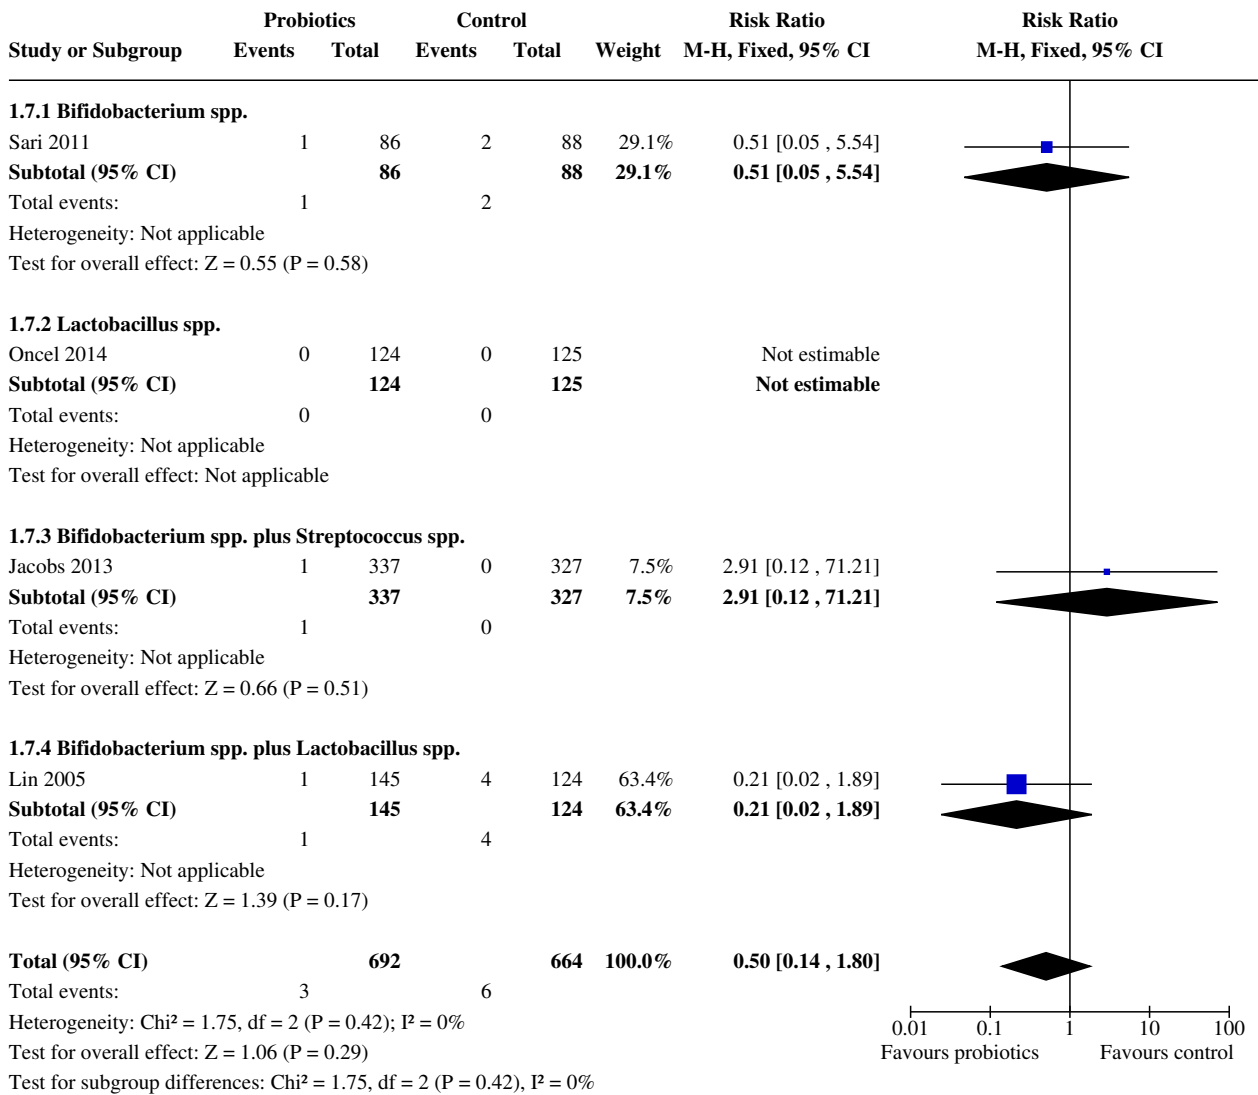 Probiotics Control Risk Ratio Risk Ratio
Study or Subgroup Events Total Events Total Weight M-H, Fixed, 95% CI M-H, Fixed, 95% CI
1.7.1 Bifidobacterium spp.
Sari 2011 1 86 2 88 29.1% 0.51 [0.05 , 5.54]
Subtotal (95% CI) 86 88 29.1% 0.51 [0.05 , 5.54]
Total events: 1 2
Heterogeneity: Not applicable
Test for overall effect: Z = 0.55 (P = 0.58)
1.7.2 Lactobacillus spp.
Oncel 2014 0 124 0 125 Not estimable
Subtotal (95% CI) 124 125 Not estimable
Total events: 0 0
Heterogeneity: Not applicable
Test for overall effect: Not applicable
1.7.3 Bifidobacterium spp. plus Streptococcus spp.
Jacobs 2013 1 337 0 327 7.5% 2.91 [0.12 , 71.21]
Subtotal (95% CI) 337 327 7.5% 2.91 [0.12 , 71.21]
Total events: 1 0
Heterogeneity: Not applicable
Test for overall effect: Z = 0.66 (P = 0.51)
1.7.4 Bifidobacterium spp. plus Lactobacillus spp.
Lin 2005 1 145 4 124 63.4% 0.21 [0.02 , 1.89]
Subtotal (95% CI) 145 124 63.4% 0.21 [0.02 , 1.89]
Total events: 1 4
Heterogeneity: Not applicable
Test for overall effect: Z = 1.39 (P = 0.17)
Total (95% CI) 692 664 100.0% 0.50 [0.14 , 1.80]
Total events: 3 6
Heterogeneity: Chi² = 1.75, df = 2 (P = 0.42); I² = 0%
0.01 0.1 1 10 100
Test for overall effect: Z = 1.06 (P = 0.29)
Favours probiotics Favours control
Test for subgroup differences: Chi² = 1.75, df = 2 (P = 0.42), I² = 0%